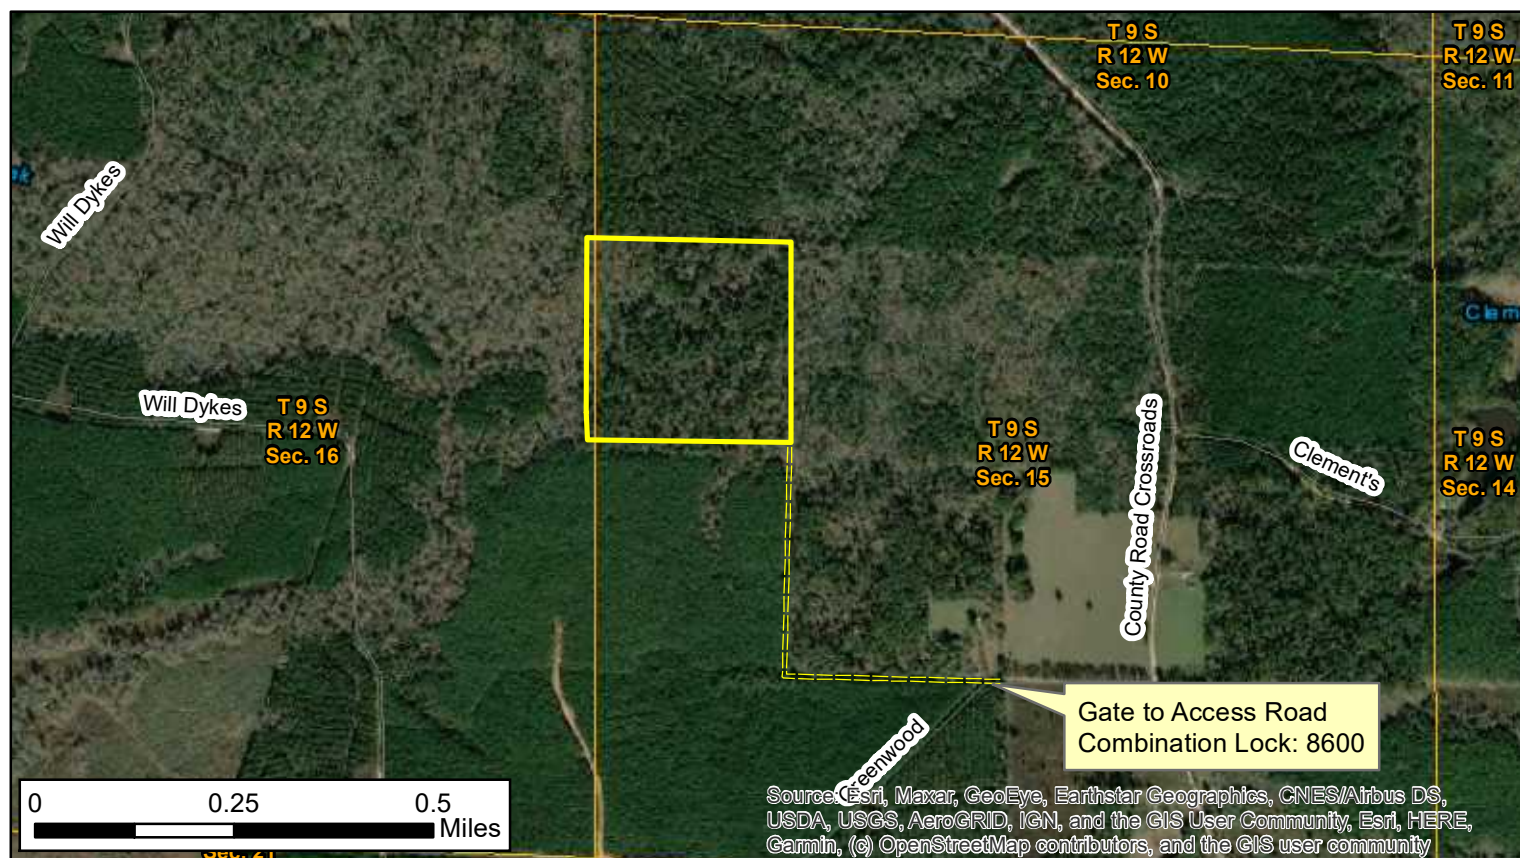 T 9 S
R 12 W
Sec. 10
T 9 S
R 12 W
Sec. 11
Will Dykes
Will Dykes
T 9 S
R 12 W
Sec. 16
T 9 S
R 12 W
Sec. 15
County Road Crossroads
Clement's
T 9 S
R 12 W
Sec. 14
Gate to Access Road
Combination Lock: 8600
Greenwood
0 0.25 0.5
Miles
Source: Esri, Maxar, GeoEye, Earthstar Geographics, CNES/Airbus DS,
USDA, USGS, AeroGRID, IGN, and the GIS User Community, Esri, HERE,
Garmin, (c) OpenStreetMap contributors, and the GIS user community
Sec. 21